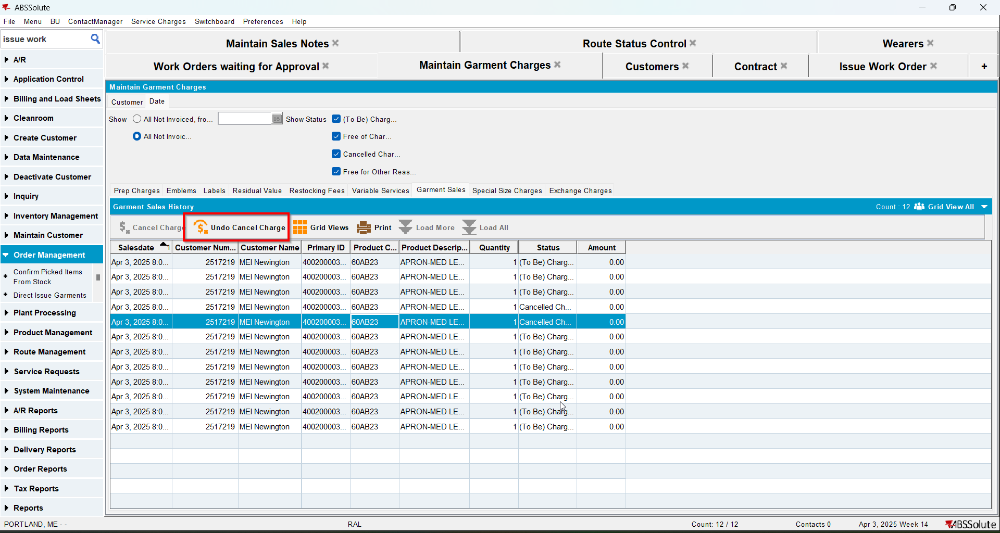 ABSSolute
File Menu BU ContactManager Service Charges Switchboard Preferences Help
issue work
Maintain Sales Notes Route Status Control Wearers
Work Orders waiting for Approval Maintain Garment Charges Customers Contract Issue Work Order +
A/R
Application Control
Billing and Load Sheets
Cleanroom
Create Customer
Data Maintenance
Deactivate Customer
Inquiry
Inventory Management
Maintain Customer
Order Management
Confirm Picked Items
From Stock
Direct Issue Garments
Plant Processing
Product Management
Route Management
Service Requests
System Maintenance
A/R Reports
Billing Reports
Delivery Reports
Order Reports
Tax Reports
Reports
Maintain Garment Charges
Customer Date
Show All Not Invoiced, fro... 16 Show Status (To Be) Charg...
All Not Invoic... Free of Char...
Cancelled Char...
Free for Other Reas...
Prep Charges Emblems Labels Residual Value Restocking Fees Variable Services Garment Sales Special Size Charges Exchange Charges
Garment Sales History Count : 12 Grid View All
Cancel Charge Undo Cancel Charge Grid Views Print Load More Load All
Salesdate 1 Customer Num... Customer Name Primary ID Product C... Product Descrip... Quantity Status Amount
Apr 3, 2025 8:0... 2517219 MEI Newington 400200003... 60AB23 APRON-MED LE... 1 (To Be) Charg... 0.00
Apr 3, 2025 8:0... 2517219 MEI Newington 400200003... 60AB23 APRON-MED LE... 1 (To Be) Charg... 0.00
Apr 3, 2025 8:0... 2517219 MEI Newington 400200003... 60AB23 APRON-MED LE... 1 (To Be) Charg... 0.00
Apr 3, 2025 8:0... 2517219 MEI Newington 400200003... 60AB23 APRON-MED LE... 1 Cancelled Ch... 0.00
Apr 3, 2025 8:0... 2517219 MEI Newington 400200003... 60AB23 APRON-MED LE... 1 Cancelled Ch... 0.00
Apr 3, 2025 8:0... 2517219 MEI Newington 400200003... 60AB23 APRON-MED LE... 1 (To Be) Charg... 0.00
Apr 3, 2025 8:0... 2517219 MEI Newington 400200003... 60AB23 APRON-MED LE... 1 (To Be) Charg... 0.00
Apr 3, 2025 8:0... 2517219 MEI Newington 400200003... 60AB23 APRON-MED LE... 1 (To Be) Charg... 0.00
Apr 3, 2025 8:0... 2517219 MEI Newington 400200003... 60AB23 APRON-MED LE... 1 (To Be) Charg... 0.00
Apr 3, 2025 8:0... 2517219 MEI Newington 400200003... 60AB23 APRON-MED LE... 1 (To Be) Charg... 0.00
Apr 3, 2025 8:0... 2517219 MEI Newington 400200003... 60AB23 APRON-MED LE... 1 (To Be) Charg... 0.00
Apr 3, 2025 8:0... 2517219 MEI Newington 400200003... 60AB23 APRON-MED LE... 1 (To Be) Charg... 0.00
PORTLAND, ME - - RAL Count: 12 / 12 Contacts 0 Apr 3, 2025 Week 14 ABSSolute